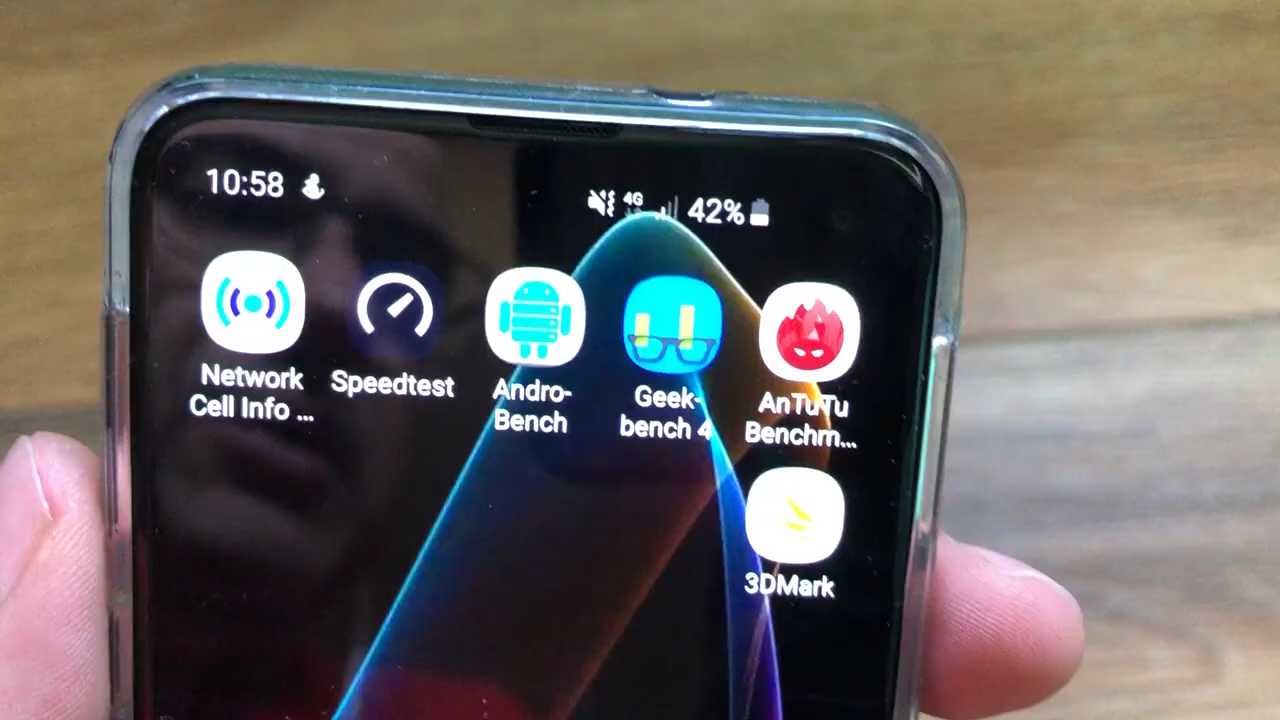 10:58
4G
42%
Network
Cell Info ...
Speedtest
Andro-
Bench
Geek-
bench 4
AnTuTu
Benchm...
3DMark